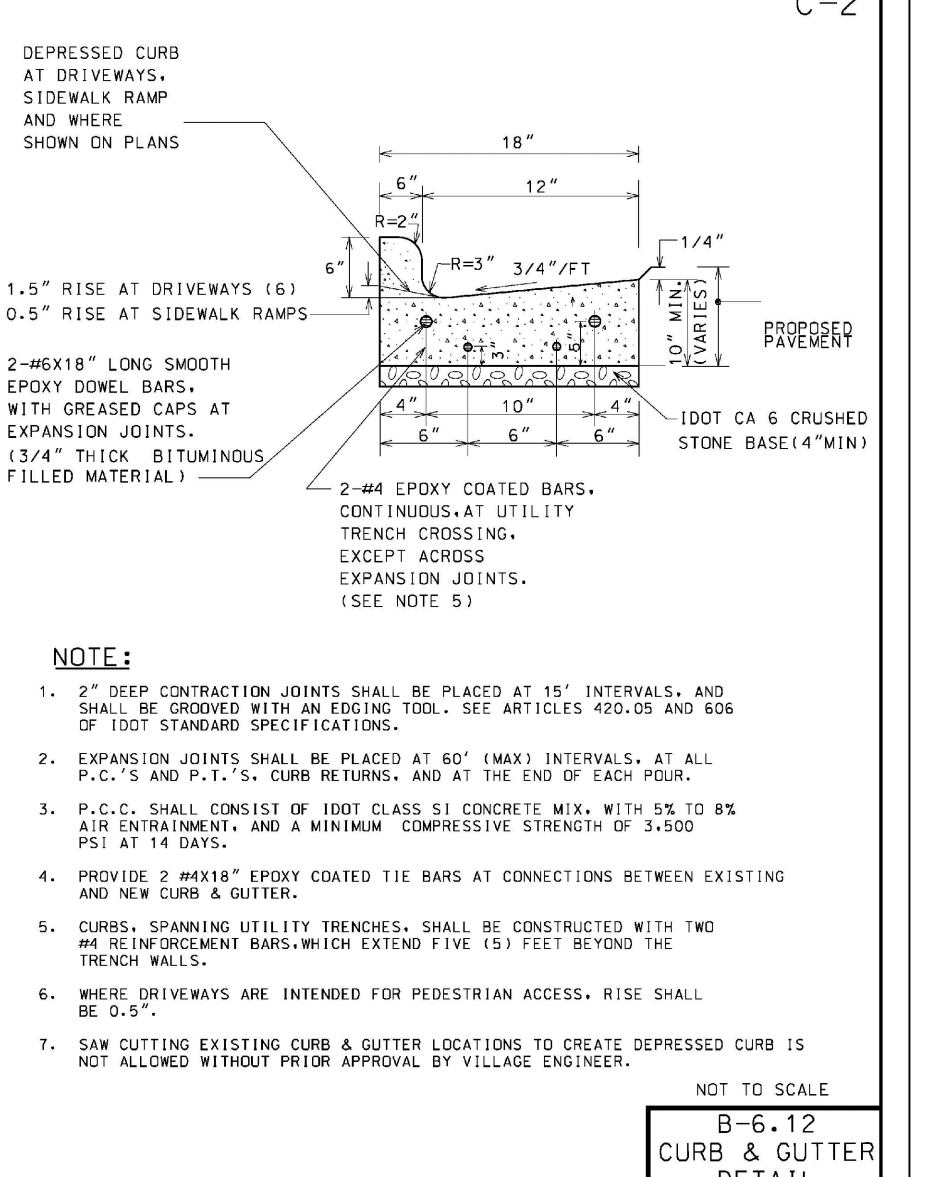 C-2
DEPRESSED CURB
AT DRIVEWAYS,
SIDEWALK RAMP
AND WHERE
SHOWN ON PLANS
18"
6"
12"
R=2"
6"
R=3"
3/4"/FT
1/4"
1.5" RISE AT DRIVEWAYS (6)
0.5" RISE AT SIDEWALK RAMPS
10" MIN.
(VARIES)
PROPOSED
PAVEMENT
3"
5"
2-#6X18" LONG SMOOTH
EPOXY DOWEL BARS,
WITH GREASED CAPS AT
EXPANSION JOINTS.
(3/4" THICK BITUMINOUS
FILLED MATERIAL)
4"
10"
4"
6"
6"
6"
IDOT CA 6 CRUSHED
STONE BASE(4"MIN)
2-#4 EPOXY COATED BARS,
CONTINUOUS,AT UTILITY
TRENCH CROSSING,
EXCEPT ACROSS
EXPANSION JOINTS.
(SEE NOTE 5)
NOTE:
1. 2" DEEP CONTRACTION JOINTS SHALL BE PLACED AT 15' INTERVALS, AND
SHALL BE GROOVED WITH AN EDGING TOOL. SEE ARTICLES 420.05 AND 606
OF IDOT STANDARD SPECIFICATIONS.
2. EXPANSION JOINTS SHALL BE PLACED AT 60' (MAX) INTERVALS, AT ALL
P.C.'S AND P.T.'S, CURB RETURNS, AND AT THE END OF EACH POUR.
3. P.C.C. SHALL CONSIST OF IDOT CLASS SI CONCRETE MIX, WITH 5% TO 8%
AIR ENTRAINMENT, AND A MINIMUM COMPRESSIVE STRENGTH OF 3,500
PSI AT 14 DAYS.
4. PROVIDE 2 #4X18" EPOXY COATED TIE BARS AT CONNECTIONS BETWEEN EXISTING
AND NEW CURB & GUTTER.
5. CURBS, SPANNING UTILITY TRENCHES, SHALL BE CONSTRUCTED WITH TWO
#4 REINFORCEMENT BARS,WHICH EXTEND FIVE (5) FEET BEYOND THE
TRENCH WALLS.
6. WHERE DRIVEWAYS ARE INTENDED FOR PEDESTRIAN ACCESS, RISE SHALL
BE 0.5".
7. SAW CUTTING EXISTING CURB & GUTTER LOCATIONS TO CREATE DEPRESSED CURB IS
NOT ALLOWED WITHOUT PRIOR APPROVAL BY VILLAGE ENGINEER.
NOT TO SCALE
B-6.12
CURB & GUTTER
DETAIL